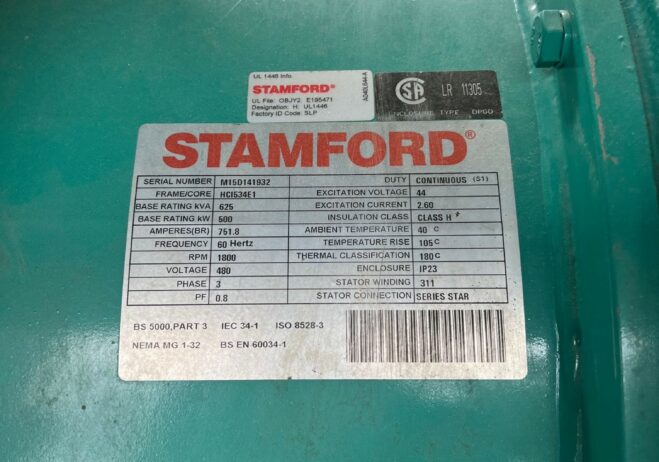 UL 1446 Info.
STAMFORD®
UL File: OBJY2, E195471
Designation: H: UL1446
Factory ID Code: SLP
A040L644-A
SA LR 11305
ENCLOSURE TYPE DPGD
STAMFORD®
SERIAL NUMBER M15D141932 DUTY CONTINUOUS (S1)
FRAME/CORE HCI534E1 EXCITATION VOLTAGE 44
BASE RATING kVA 625 EXCITATION CURRENT 2.60
BASE RATING kW 500 INSULATION CLASS CLASS H
AMPERES(BR) 751.8 AMBIENT TEMPERATURE 40 C
FREQUENCY 60 Hertz TEMPERATURE RISE 105 C
RPM 1800 THERMAL CLASSIFICATION 180 C
VOLTAGE 480 ENCLOSURE IP23
PHASE 3 STATOR WINDING 311
PF 0.8 STATOR CONNECTION SERIES STAR
BS 5000,PART 3 IEC 34-1 ISO 8528-3
NEMA MG 1-32 BS EN 60034-1